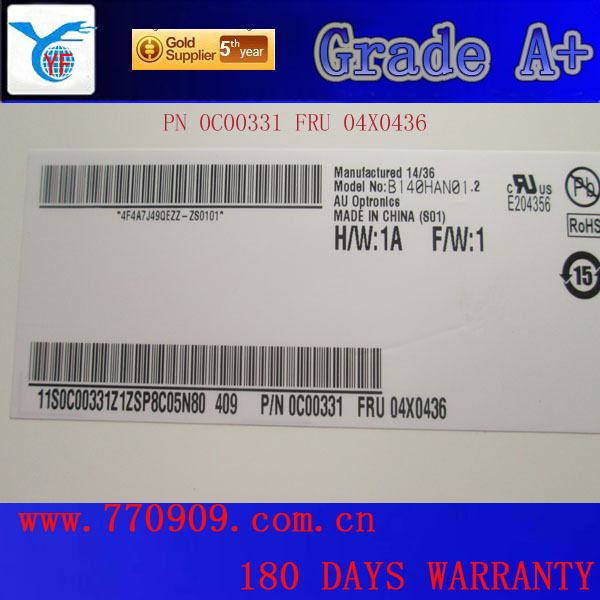 YF
Gold Supplier 5th year
Grade A+
PN 0C00331 FRU 04X0436
Manufactured 14/36
Model No:B140HAN01.2
AU Optronics
MADE IN CHINA (S01)
H/W:1A F/W:1
*4F4A7J49QEZZ-ZS0101*
c UL us
E204356
Pb
RoHS
15
11S0C00331Z1ZSP8C05N80 409 P/N 0C00331 FRU 04X0436
www.770909.com.cn
180 DAYS WARRANTY